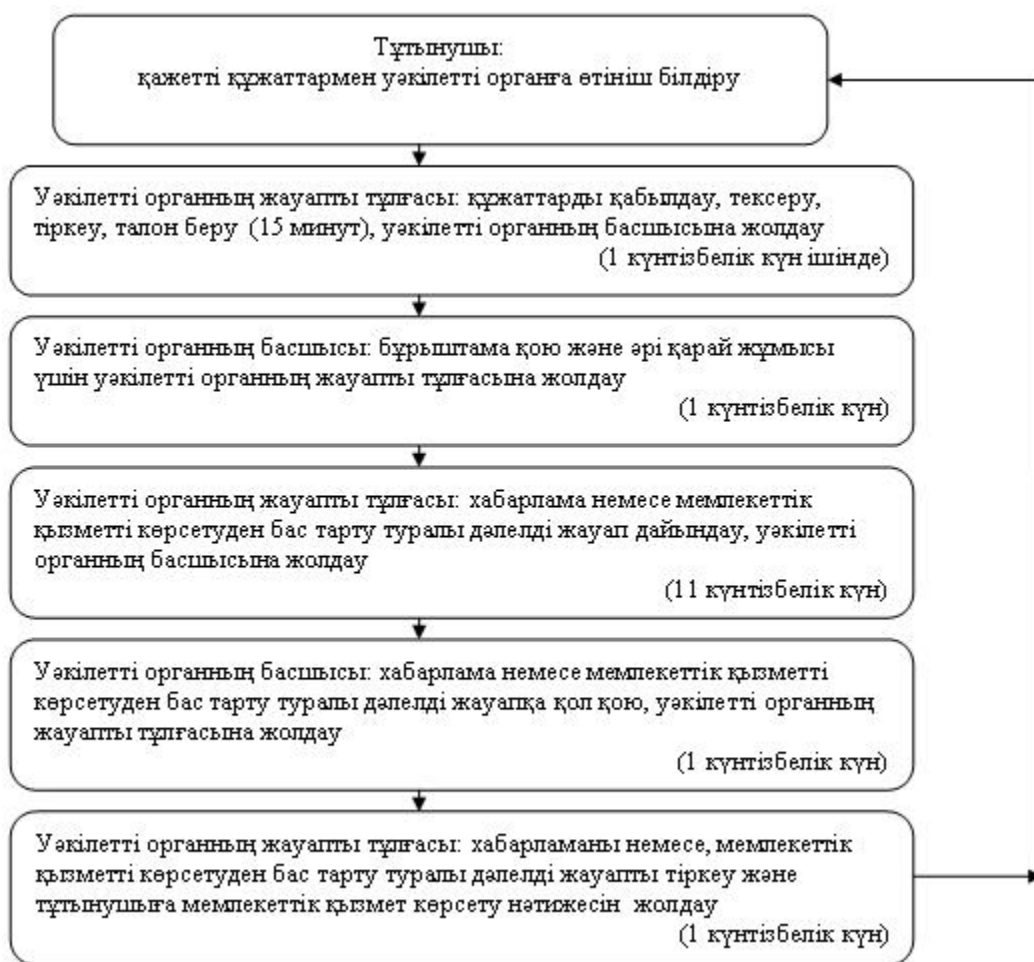 Тұтынушы:
қажетті құжаттармен уәкілетті органға өтініш білдіру
Уәкілетті органның жауапты тұлғасы: құжаттарды қабылдау, тексеру,
тіркеу, талон беру (15 минут), уәкілетті органның басшысына жолдау
(1 күнтізбелік күн ішінде)
Уәкілетті органның басшысы: бұрыштама қою және әрі қарай жұмысы
үшін уәкілетті органның жауапты тұлғасына жолдау
(1 күнтізбелік күн)
Уәкілетті органның жауапты тұлғасы: хабарлама немесе мемлекеттік
қызметті көрсетуден бас тарту туралы дәлелді жауап дайындау, уәкілетті
органның басшысына жолдау
(11 күнтізбелік күн)
Уәкілетті органның басшысы: хабарлама немесе мемлекеттік қызметті
көрсетуден бас тарту туралы дәлелді жауапқа қол қою, уәкілетті органның
жауапты тұлғасына жолдау
(1 күнтізбелік күн)
Уәкілетті органның жауапты тұлғасы: хабарламаны немесе, мемлекеттік
қызметті көрсетуден бас тарту туралы дәлелді жауапты тіркеу және
тұтынушыға мемлекеттік қызмет көрсету нәтижесін жолдау
(1 күнтізбелік күн)